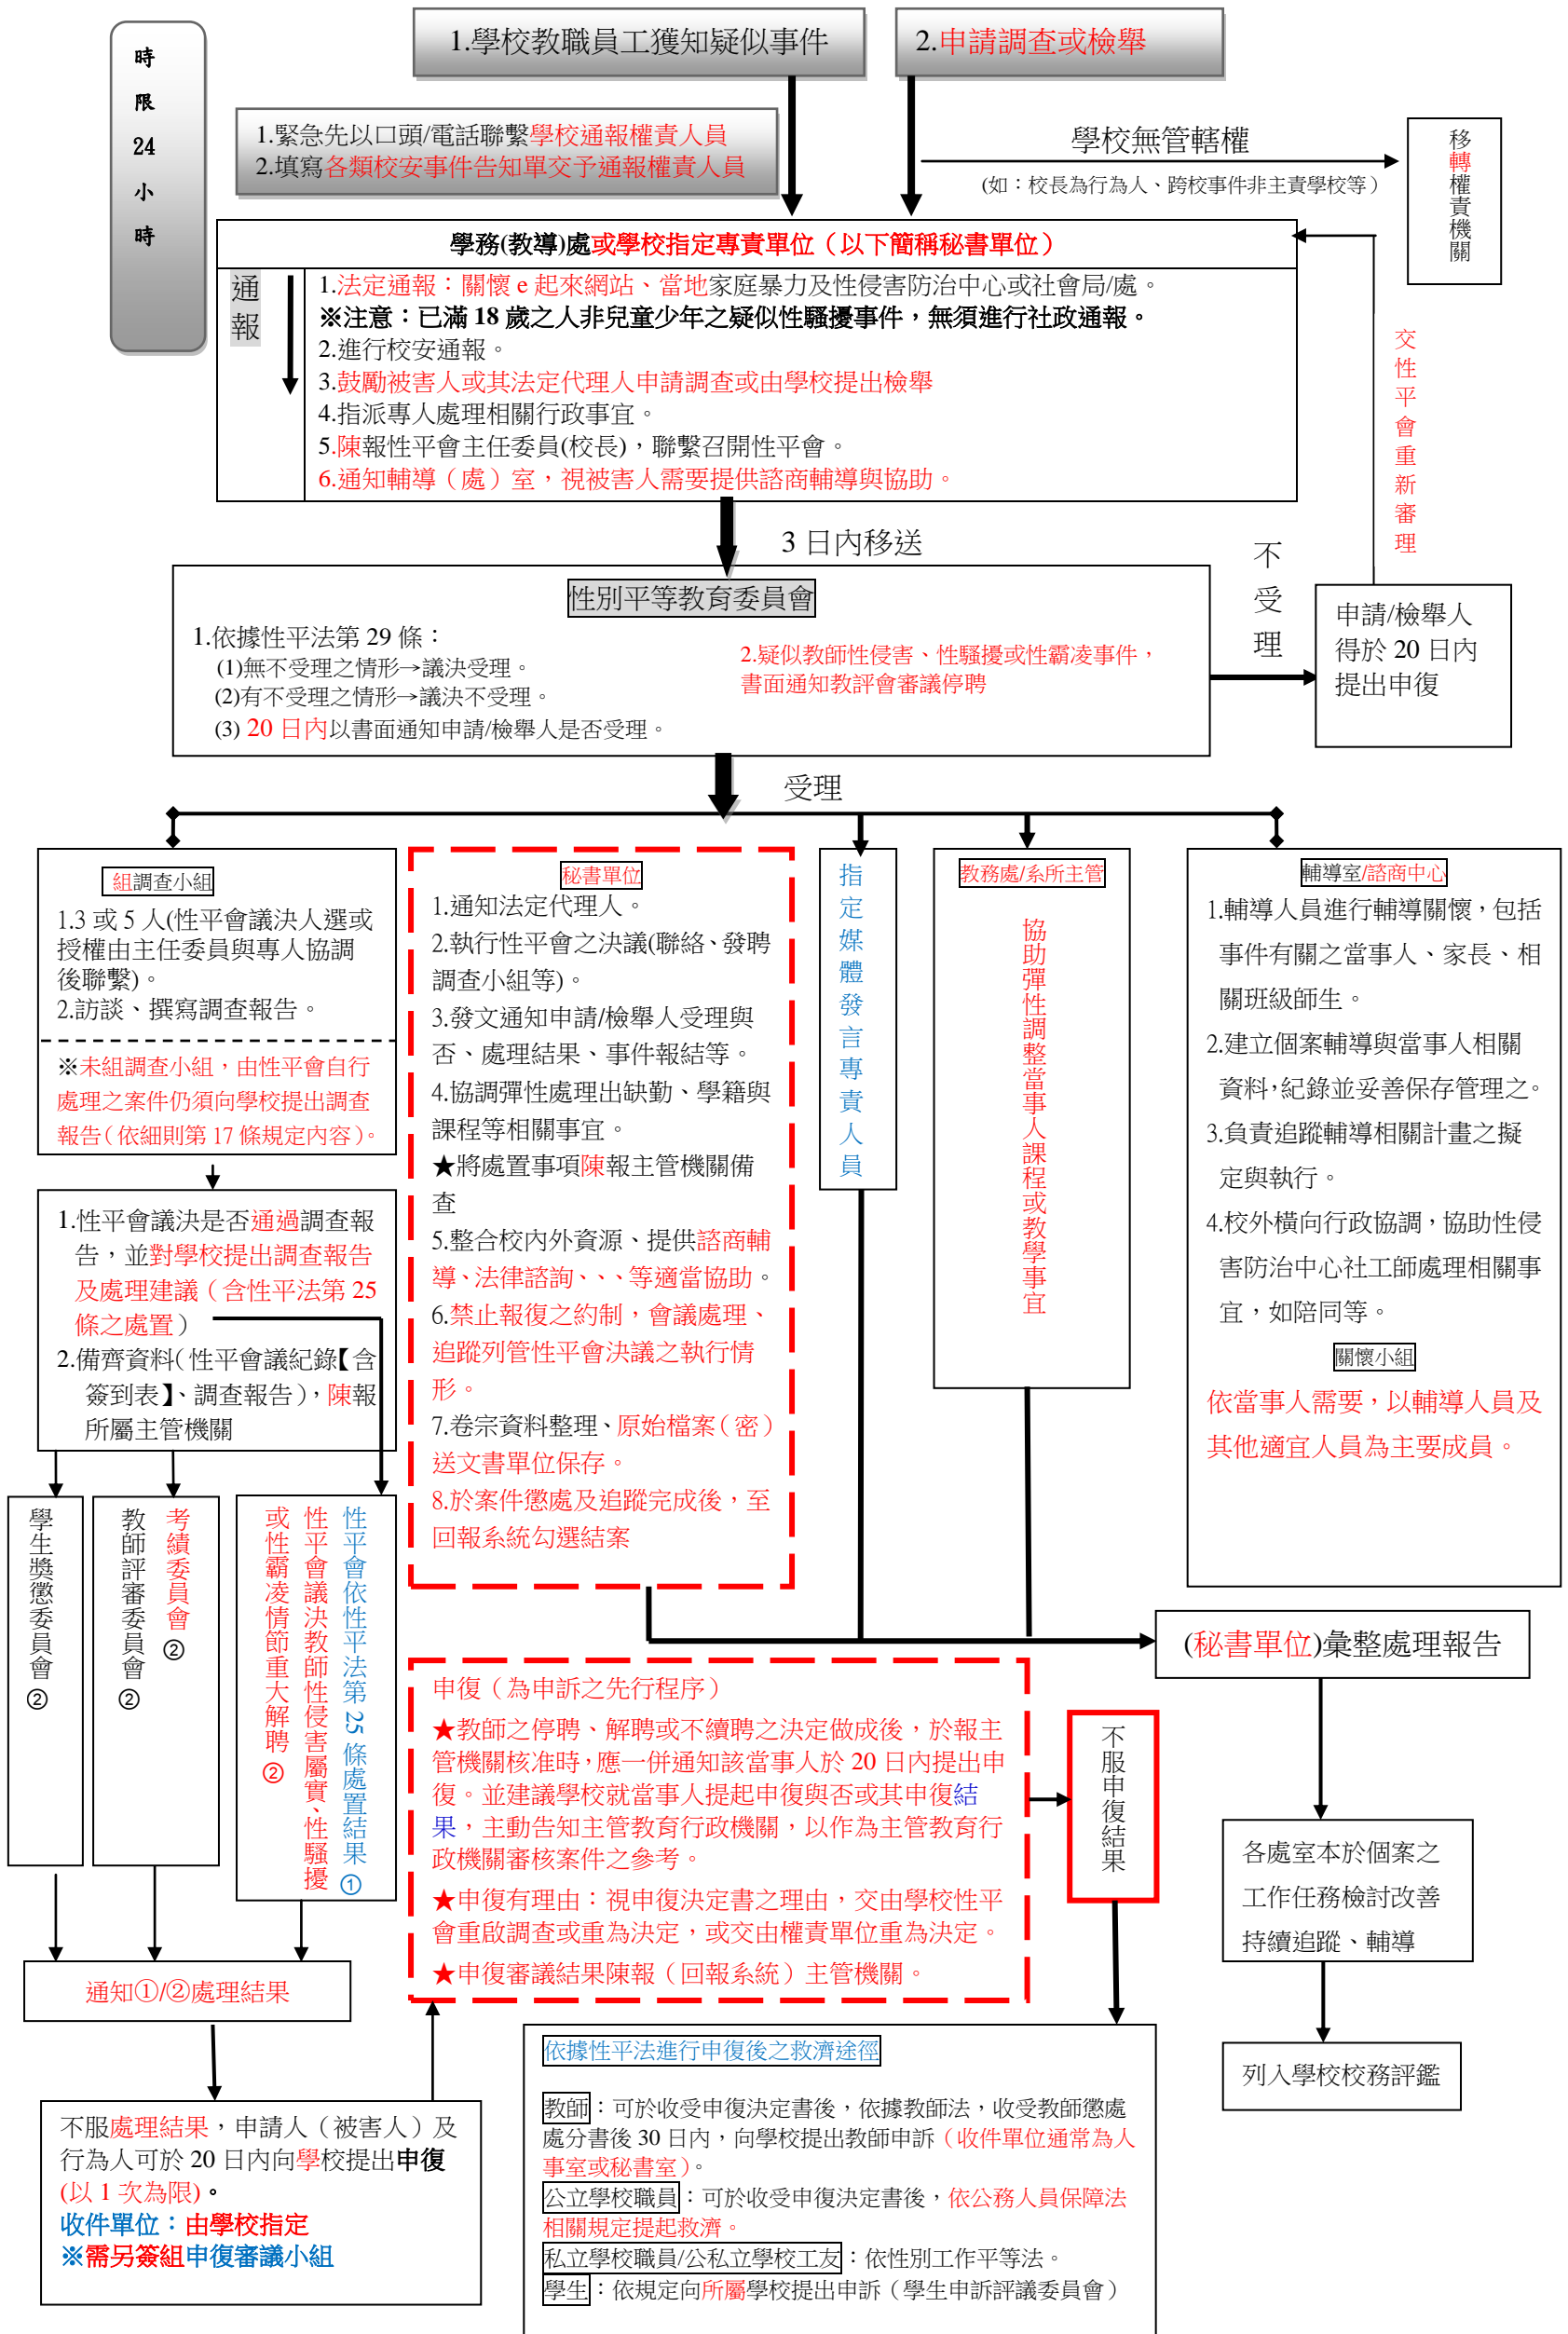 時
限
24
小
時
1.學校教職員工獲知疑似事件
2.申請調查或檢舉
1.緊急先以口頭/電話聯繫學校通報權責人員
2.填寫各類校安事件告知單交予通報權責人員
學校無管轄權
(如：校長為行為人、跨校事件非主責學校等）
移轉權責機關
學務(教導)處或學校指定專責單位（以下簡稱秘書單位）
通報
1.法定通報：關懷 e 起來網站、當地家庭暴力及性侵害防治中心或社會局/處。
※注意：已滿 18 歲之人非兒童少年之疑似性騷擾事件，無須進行社政通報。
2.進行校安通報。
3.鼓勵被害人或其法定代理人申請調查或由學校提出檢舉
4.指派專人處理相關行政事宜。
5.陳報性平會主任委員(校長)，聯繫召開性平會。
6.通知輔導（處）室，視被害人需要提供諮商輔導與協助。
交性平會重新審理
3 日內移送
性別平等教育委員會
1.依據性平法第 29 條：
(1)無不受理之情形→議決受理。
(2)有不受理之情形→議決不受理。
(3) 20 日內以書面通知申請/檢舉人是否受理。
2.疑似教師性侵害、性騷擾或性霸凌事件，
書面通知教評會審議停聘
不受理
申請/檢舉人
得於 20 日內
提出申復
受理
組調查小組
1.3 或 5 人(性平會議決人選或
授權由主任委員與專人協調
後聯繫)。
2.訪談、撰寫調查報告。
※未組調查小組，由性平會自行
處理之案件仍須向學校提出調查
報告（依細則第 17 條規定內容）。
1.性平會議決是否通過調查報
告，並對學校提出調查報告
及處理建議（含性平法第 25
條之處置）
2.備齊資料（性平會議紀錄【含
簽到表】、調查報告），陳報
所屬主管機關
秘書單位
1.通知法定代理人。
2.執行性平會之決議(聯絡、發聘
調查小組等)。
3.發文通知申請/檢舉人受理與
否、處理結果、事件報結等。
4.協調彈性處理出缺勤、學籍與
課程等相關事宜。
★將處置事項陳報主管機關備
查
5.整合校內外資源、提供諮商輔
導、法律諮詢、、、等適當協助。
6.禁止報復之約制，會議處理、
追蹤列管性平會決議之執行情
形。
7.卷宗資料整理、原始檔案（密）
送文書單位保存。
8.於案件懲處及追蹤完成後，至
回報系統勾選結案
指定媒體發言專責人員
教務處/系所主管
協助彈性調整當事人課程或教學事宜
輔導室/諮商中心
1.輔導人員進行輔導關懷，包括
事件有關之當事人、家長、相
關班級師生。
2.建立個案輔導與當事人相關
資料，紀錄並妥善保存管理之。
3.負責追蹤輔導相關計畫之擬
定與執行。
4.校外橫向行政協調，協助性侵
害防治中心社工師處理相關事
宜，如陪同等。
關懷小組
依當事人需要，以輔導人員及
其他適宜人員為主要成員。
學生獎懲委員會②
考績委員會②
教師評審委員會②
性平會依性平法第 25 條處置結果①
性平會議決教師性侵害屬實、性騷擾
或性霸凌情節重大解聘②
(秘書單位)彙整處理報告
申復（為申訴之先行程序）
★教師之停聘、解聘或不續聘之決定做成後，於報主
管機關核准時，應一併通知該當事人於 20 日內提出申
復。並建議學校就當事人提起申復與否或其申復結
果，主動告知主管教育行政機關，以作為主管教育行
政機關審核案件之參考。
★申復有理由：視申復決定書之理由，交由學校性平
會重啟調查或重為決定，或交由權責單位重為決定。
★申復審議結果陳報（回報系統）主管機關。
不服申復結果
各處室本於個案之
工作任務檢討改善
持續追蹤、輔導
列入學校校務評鑑
通知①/②處理結果
不服處理結果，申請人（被害人）及
行為人可於 20 日內向學校提出申復
(以 1 次為限)。
收件單位：由學校指定
※需另簽組申復審議小組
依據性平法進行申復後之救濟途徑
教師：可於收受申復決定書後，依據教師法，收受教師懲處
處分書後 30 日內，向學校提出教師申訴（收件單位通常為人
事室或秘書室）。
公立學校職員：可於收受申復決定書後，依公務人員保障法
相關規定提起救濟。
私立學校職員/公私立學校工友：依性別工作平等法。
學生：依規定向所屬學校提出申訴（學生申訴評議委員會）